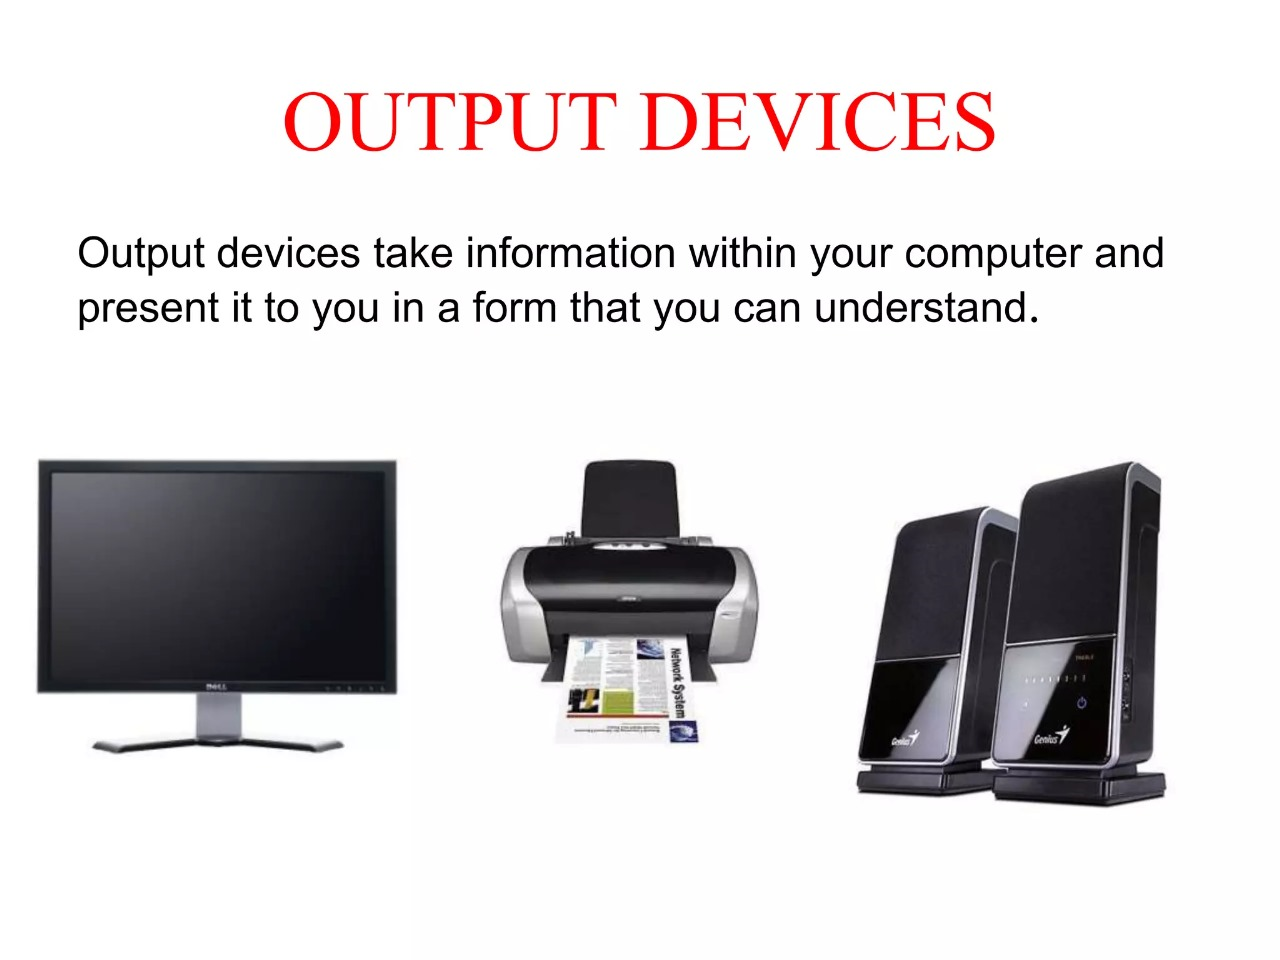 OUTPUT DEVICES
Output devices take information within your computer and
present it to you in a form that you can understand.
DELL
Network System
TREBLE
Genius
Genius